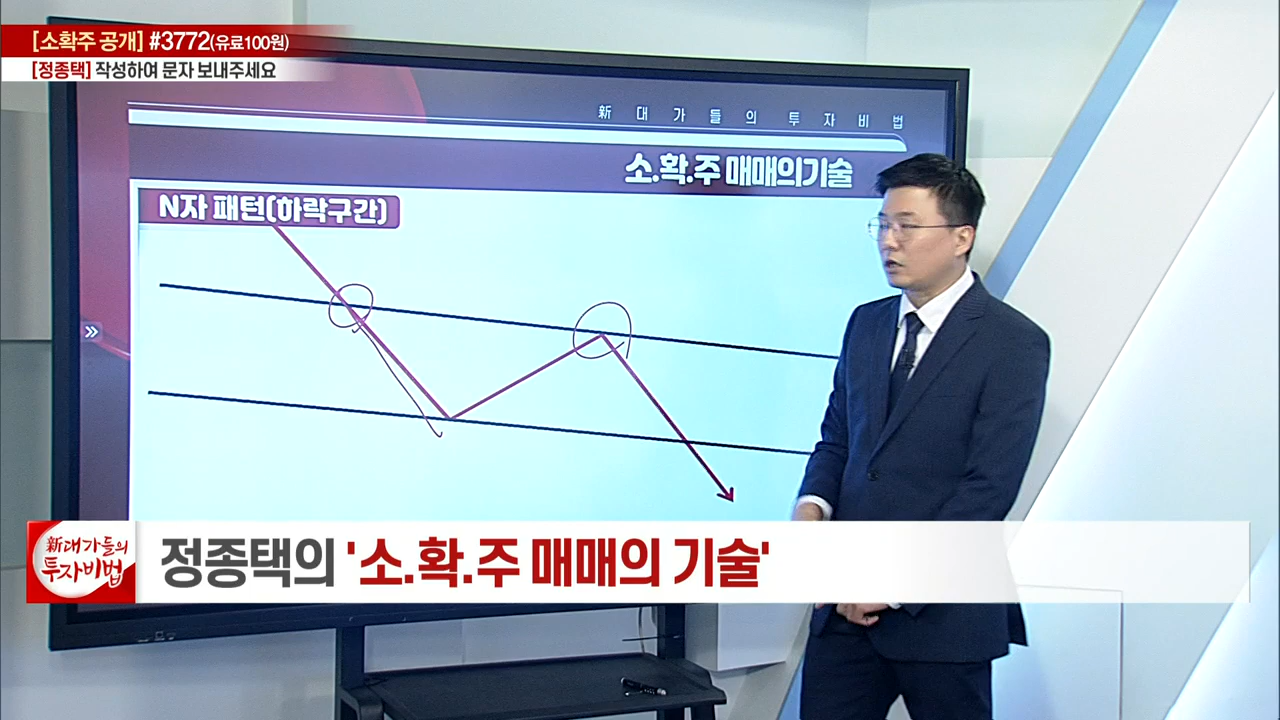 [소확주 공개] #3772(유료100원)
[정종택] 작성하여 문자 보내주세요
新 대 가 들 의 투 자 비 법
소.확.주 매매의기술
N자 패턴(하락구간)
»
新대가들의
투자비법
정종택의 '소.확.주 매매의 기술'